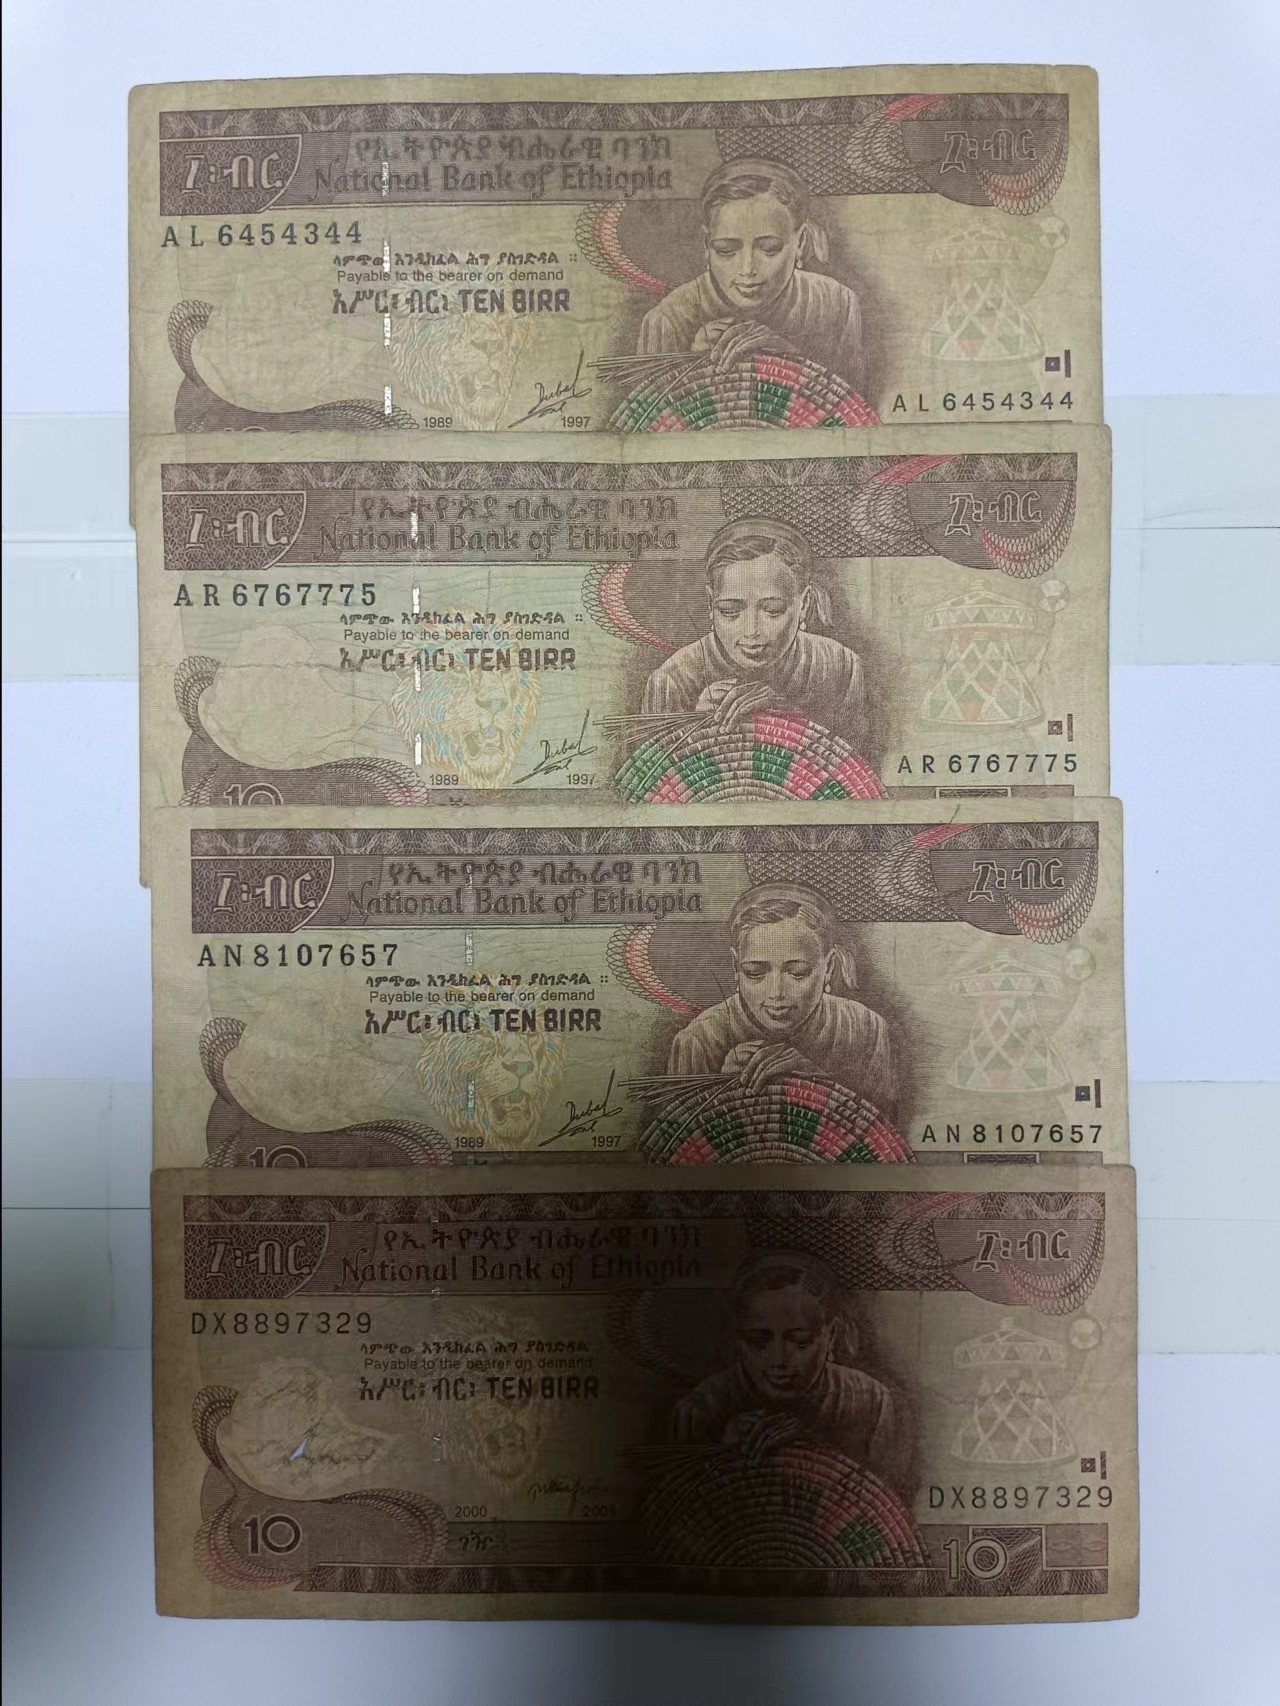 የኢትዮጵያ ብሔራዊ ባንክ
፲፡ብር National Bank of Ethiopia ፲፡ብር
AL 6454344
ላምጭው እንዲከፈል ሕግ ያስገድዳል ።
Payable to the bearer on demand
አሥር፡ብር፡ TEN BIRR
AL 6454344
1989 1997
የኢትዮጵያ ብሔራዊ ባንክ
፲፡ብር National Bank of Ethiopia ፲፡ብር
AR 6767775
ላምጭው እንዲከፈል ሕግ ያስገድዳል ።
Payable to the bearer on demand
አሥር፡ብር፡ TEN BIRR
AR 6767775
1989 1997
10
የኢትዮጵያ ብሔራዊ ባንክ
፲፡ብር National Bank of Ethiopia ፲፡ብር
AN 8107657
ላምጭው እንዲከፈል ሕግ ያስገድዳል ።
Payable to the bearer on demand
አሥር፡ብር፡ TEN BIRR
AN 8107657
1989 1997
10
የኢትዮጵያ ብሔራዊ ባንክ
፲፡ብር National Bank of Ethiopia ፲፡ብር
DX8897329
ላምጭው እንዲከፈል ሕግ ያስገድዳል ።
Payable to the bearer on demand
አሥር፡ብር፡ TEN BIRR
DX8897329
2000
10 10